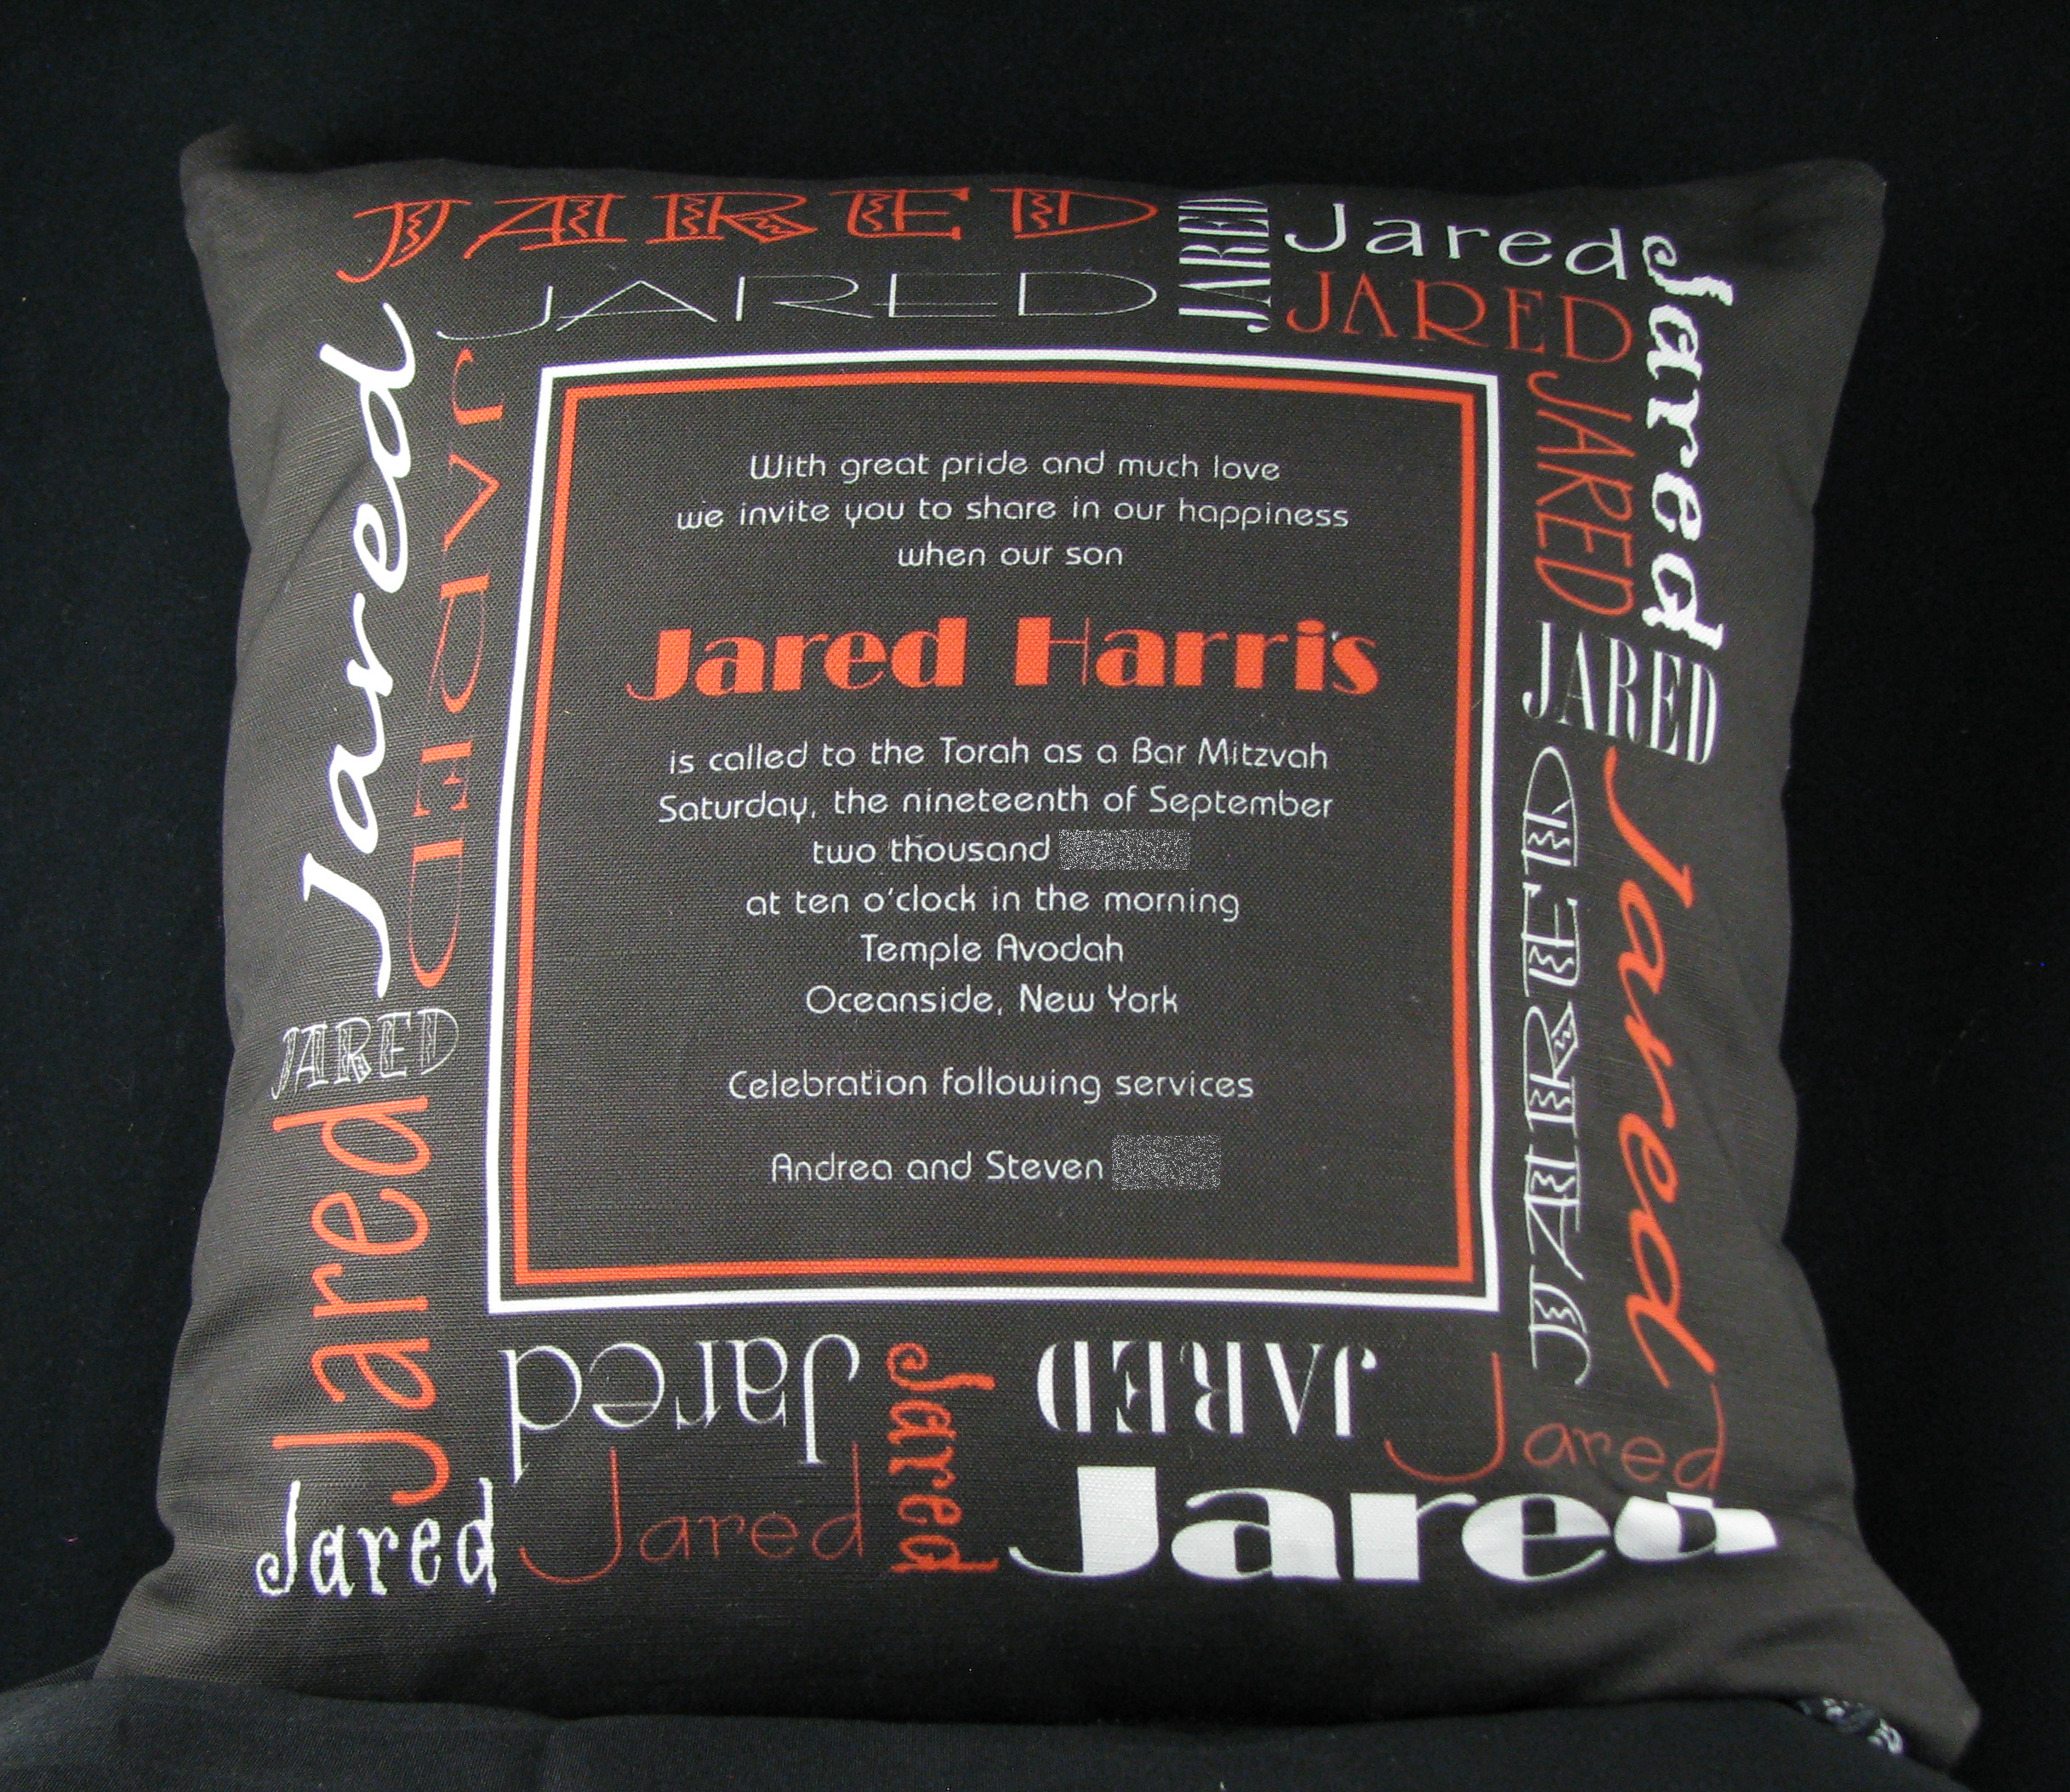 JARED
JARED
JARED
Jared
JARED
Jared
JARED
Jared
JARED
With great pride and much love
we invite you to share in our happiness
when our son
Jared Harris
is called to the Torah as a Bar Mitzvah
Saturday, the nineteenth of September
two thousand
at ten o'clock in the morning
Temple Avodah
Oceanside, New York
Celebration following services
Andrea and Steven
JARED
JARED
Jared
JARED
Jared
Jared
Jared
JARED
Jared
Jared
Jared
Jared
Jared